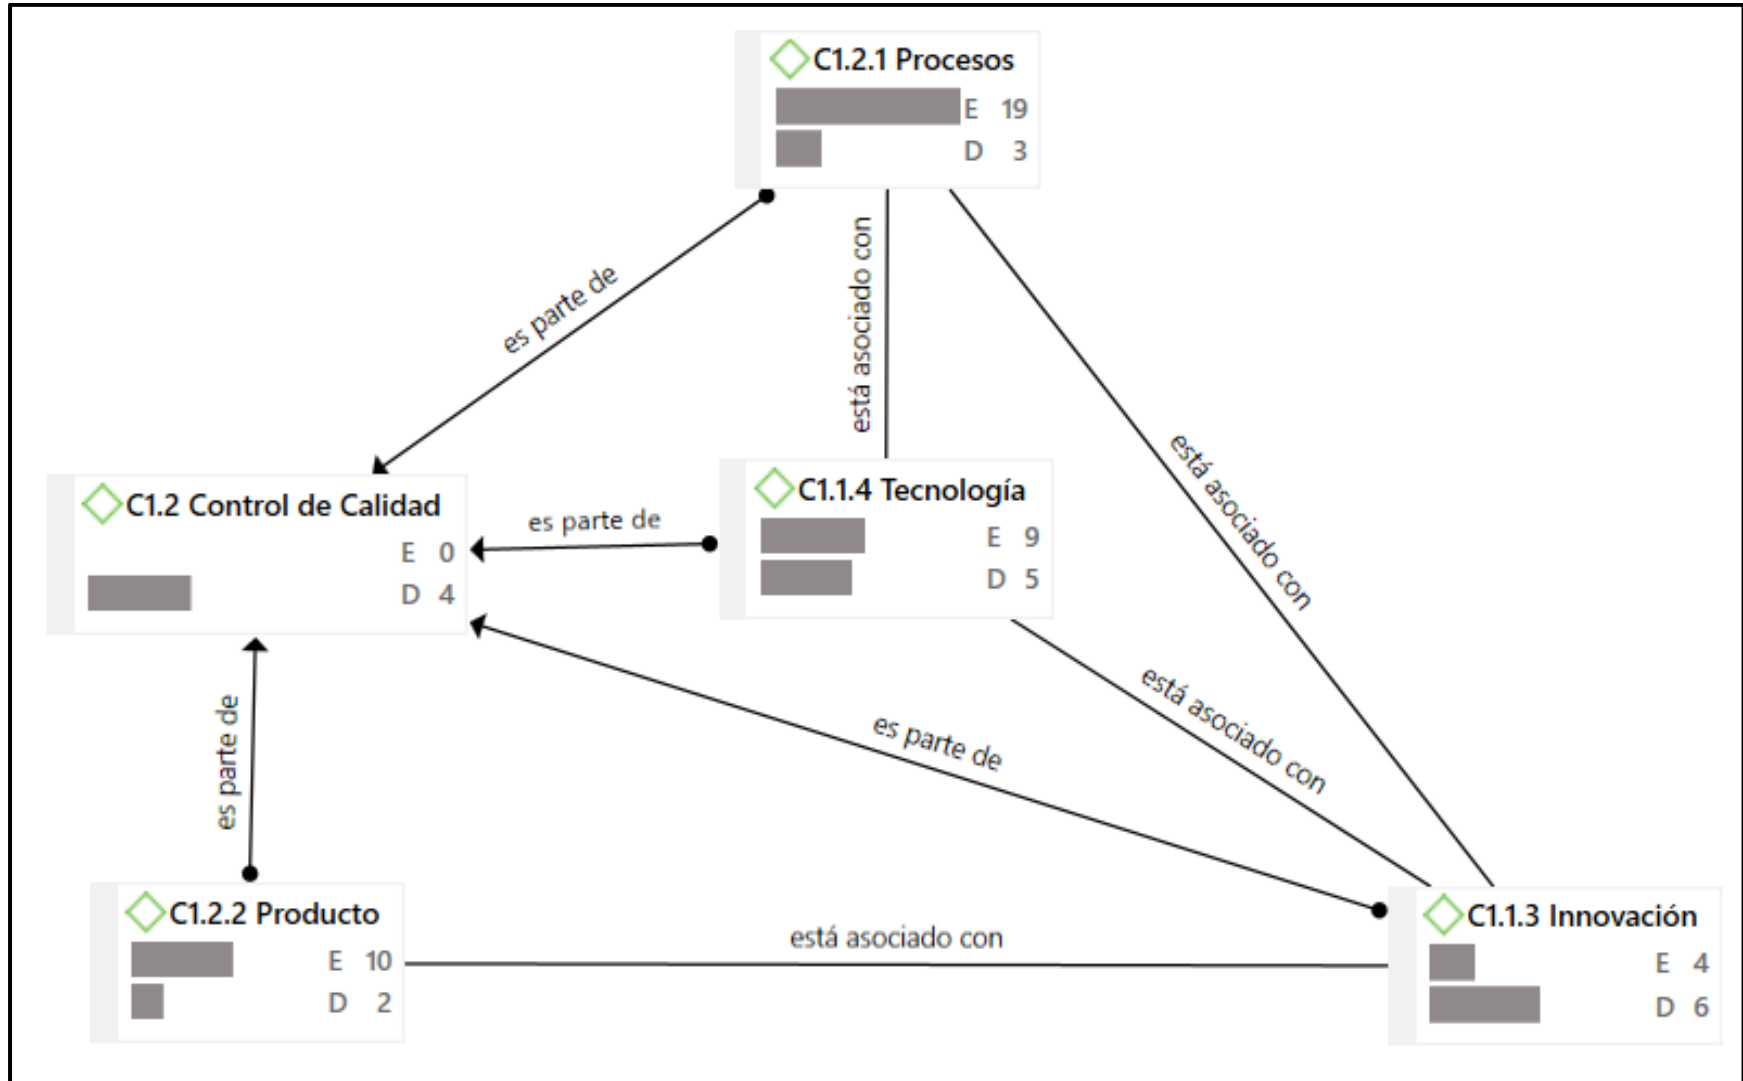 C1.2.1 Procesos
E 19
D 3
es parte de
está asociado con
está asociado con
C1.2 Control de Calidad
E 0
D 4
es parte de
C1.1.4 Tecnología
E 9
D 5
es parte de
es parte de
está asociado con
C1.2.2 Producto
E 10
D 2
está asociado con
C1.1.3 Innovación
E 4
D 6